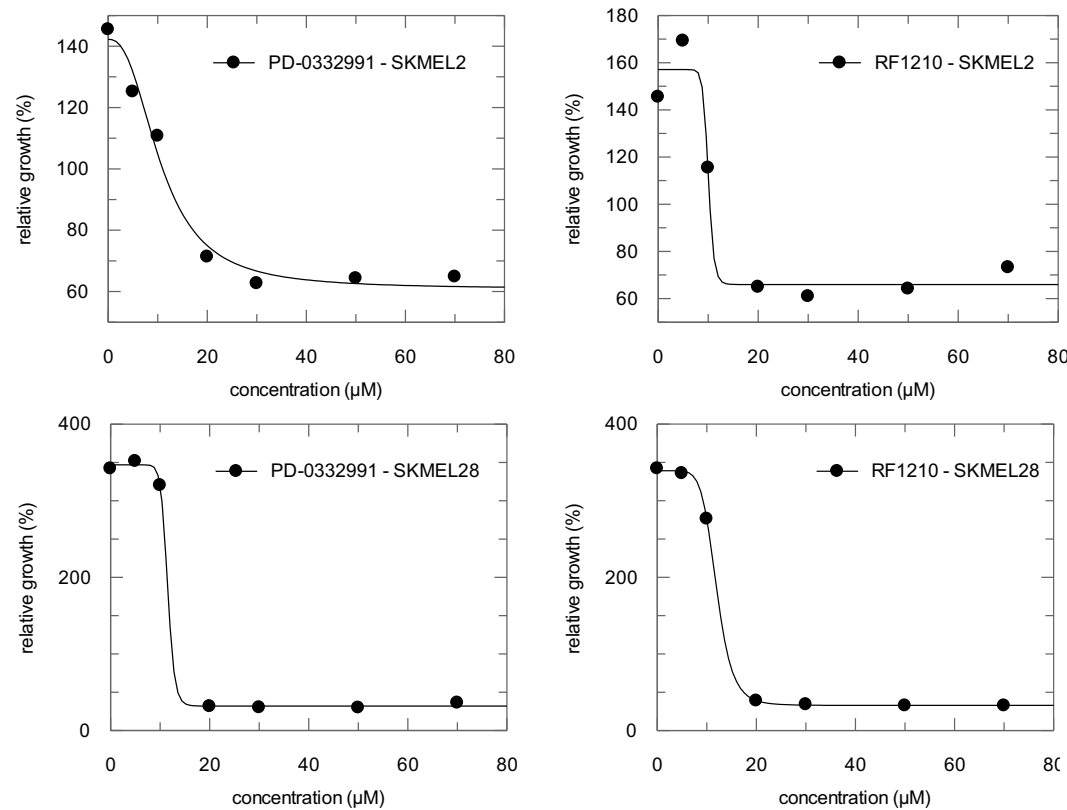 PD-0332991 - SKMEL2
140
120
100
80
60
relative growth (%)
0 20 40 60 80
concentration (µM)
RF1210 - SKMEL2
180
160
140
120
100
80
60
relative growth (%)
0 20 40 60 80
concentration (µM)
PD-0332991 - SKMEL28
400
200
0
relative growth (%)
0 20 40 60 80
concentration (µM)
RF1210 - SKMEL28
400
200
0
relative growth (%)
0 20 40 60 80
concentration (µM)